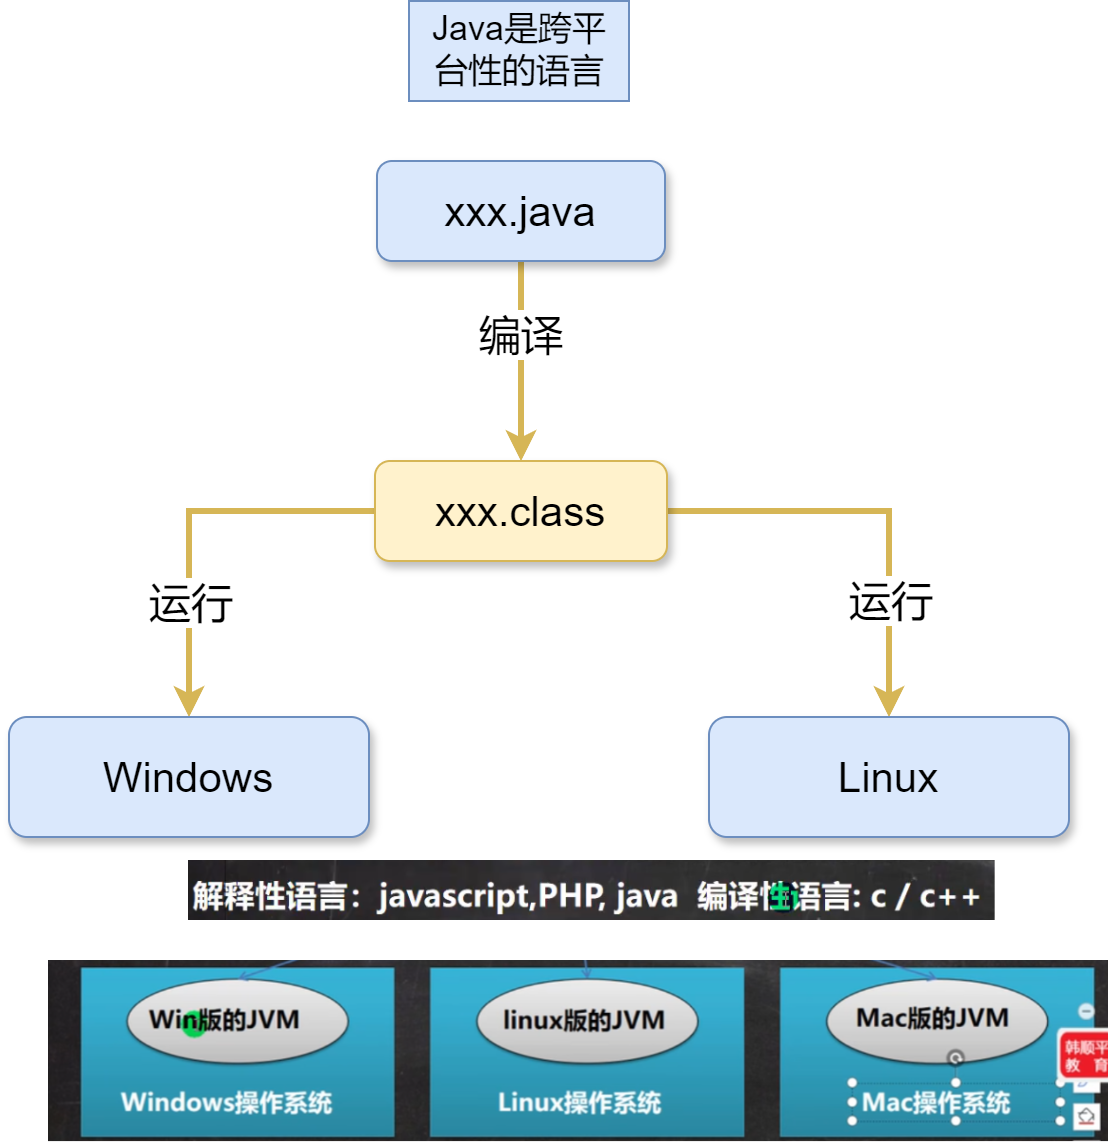 Java是跨平
台性的语言
xxx.java
编译
xxx.class
运行
运行
Windows
Linux
解释性语言：javascript,PHP, java 编译性语言: c / c++
Win版的JVM
linux版的JVM
Mac版的JVM
韩顺平
教 育
Windows操作系统
Linux操作系统
Mac操作系统